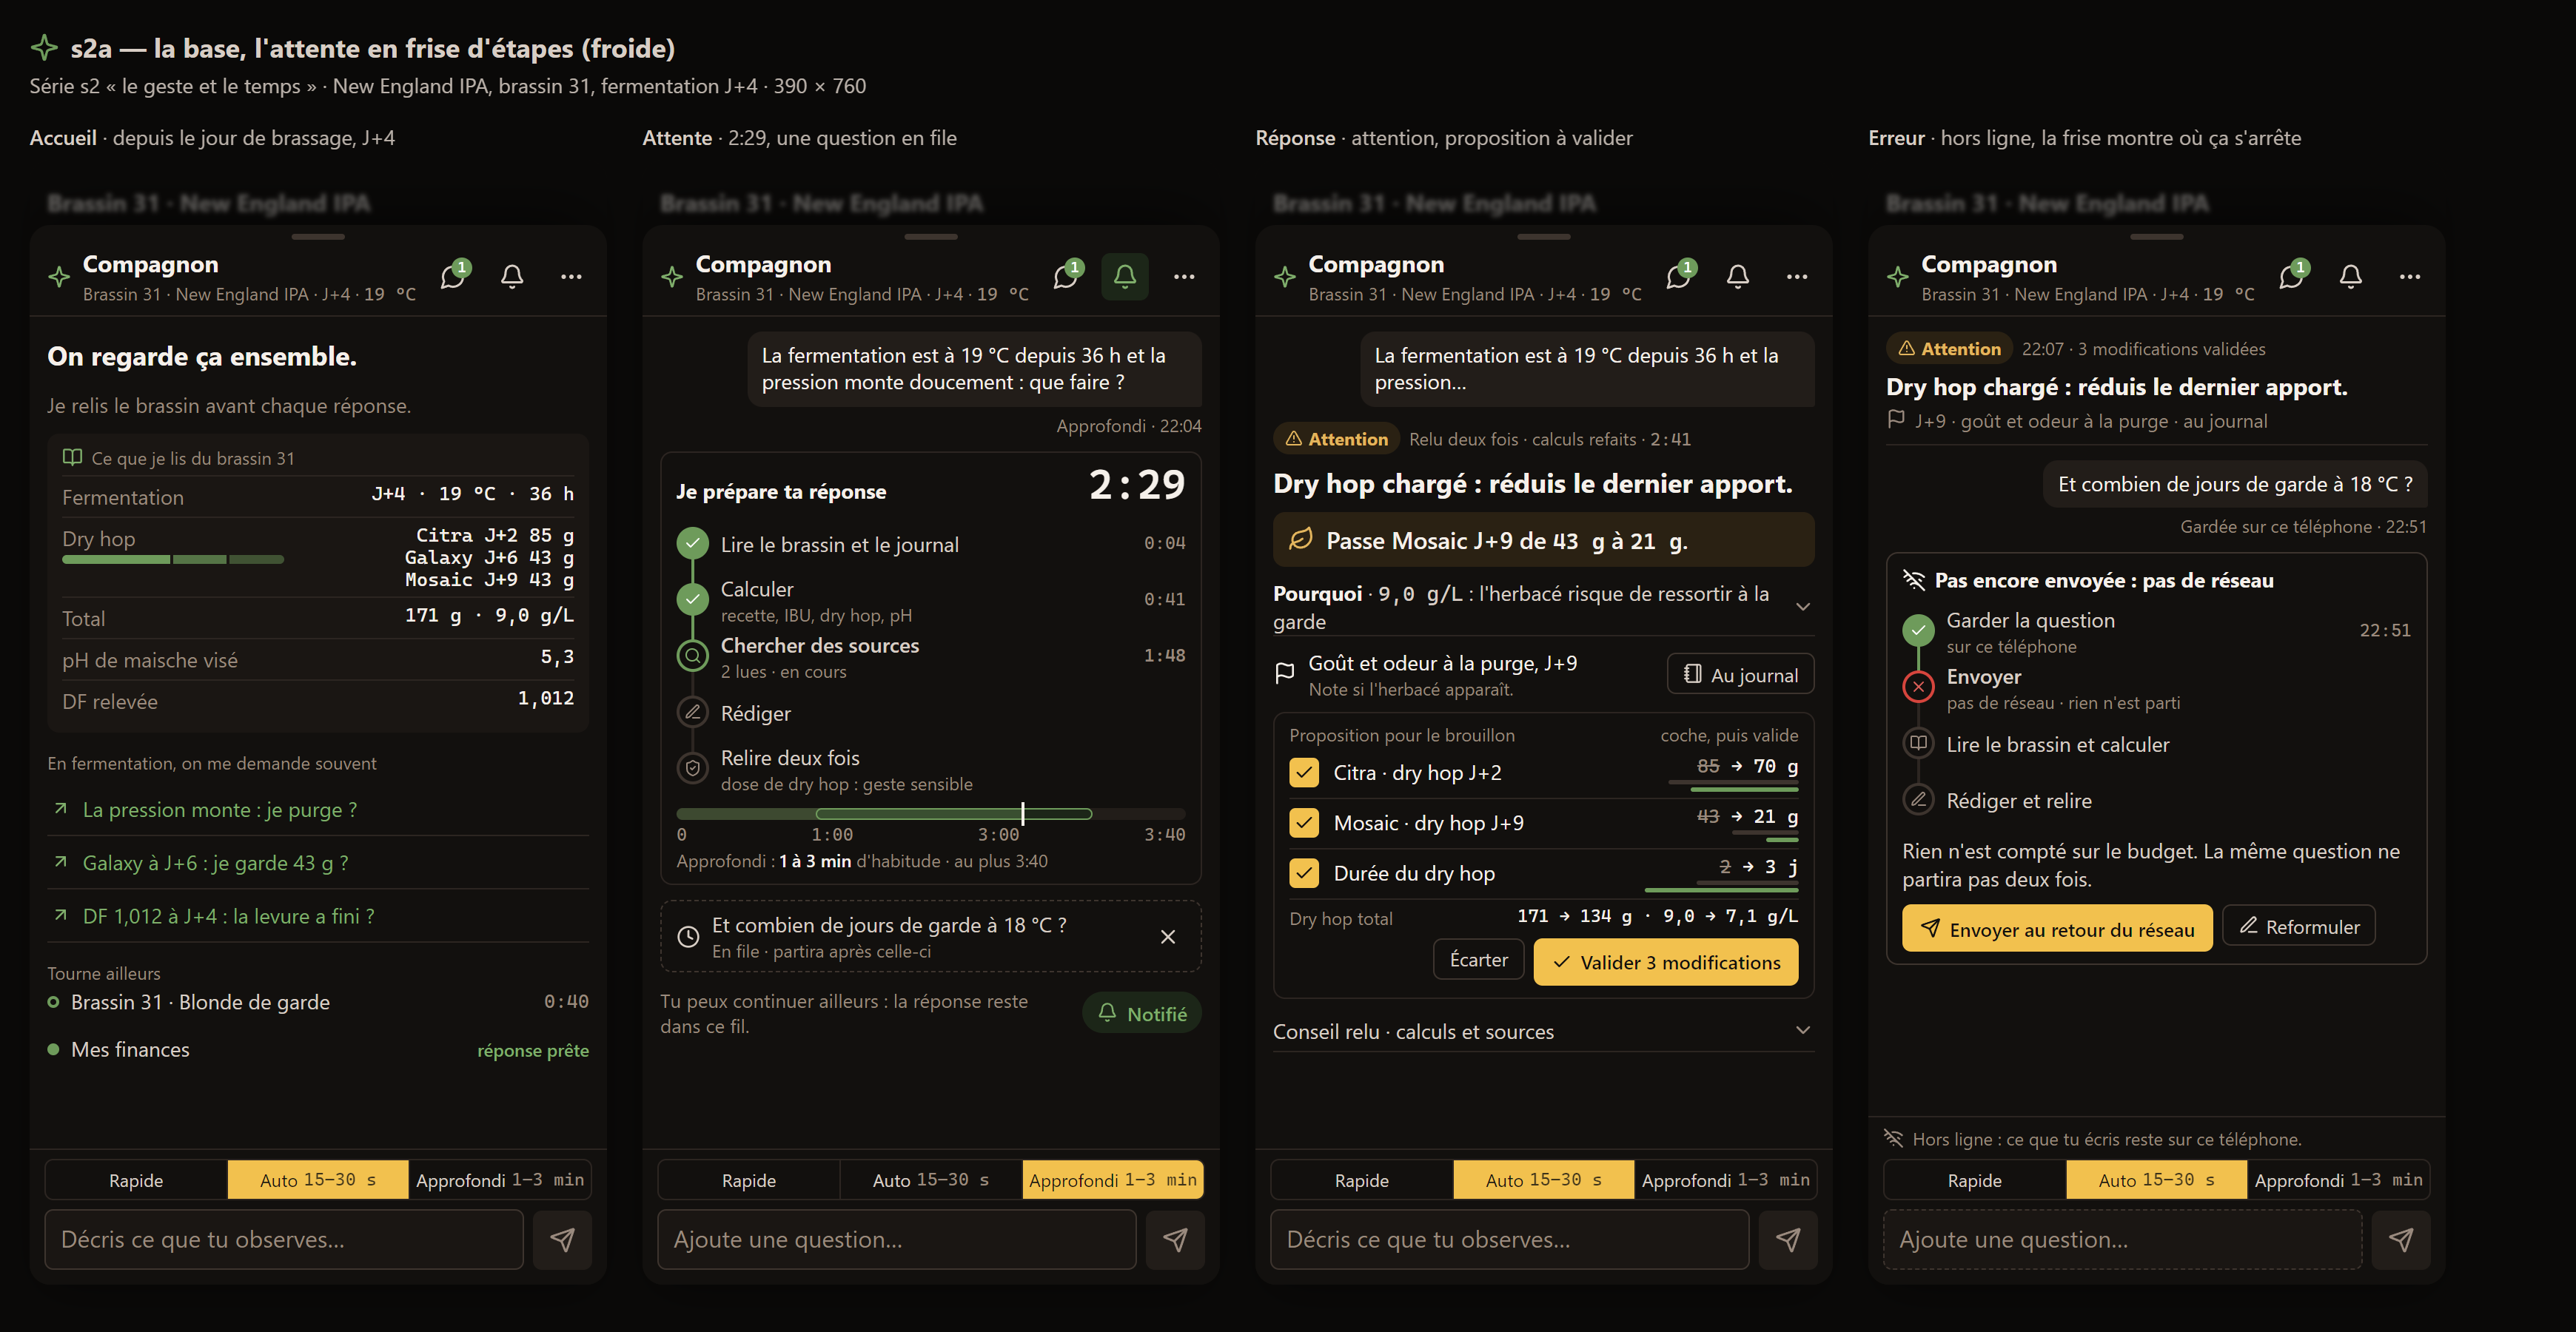 s2a — la base, l'attente en frise d'étapes (froide)
Série s2 « le geste et le temps » · New England IPA, brassin 31, fermentation J+4 · 390 × 760
Accueil · depuis le jour de brassage, J+4
Brassin 31 · New England IPA
Compagnon
Brassin 31 · New England IPA · J+4 · 19 °C
1
On regarde ça ensemble.
Je relis le brassin avant chaque réponse.
Ce que je lis du brassin 31
Fermentation J+4 · 19 °C · 36 h
Dry hop Citra J+2 85 g
Galaxy J+6 43 g
Mosaic J+9 43 g
Total 171 g · 9,0 g/L
pH de maische visé 5,3
DF relevée 1,012
En fermentation, on me demande souvent
La pression monte : je purge ?
Galaxy à J+6 : je garde 43 g ?
DF 1,012 à J+4 : la levure a fini ?
Tourne ailleurs
Brassin 31 · Blonde de garde 0:40
Mes finances réponse prête
Rapide Auto 15–30 s Approfondi 1–3 min
Décris ce que tu observes…
Attente · 2:29, une question en file
Brassin 31 · New England IPA
Compagnon
Brassin 31 · New England IPA · J+4 · 19 °C
1
La fermentation est à 19 °C depuis 36 h et la
pression monte doucement : que faire ?
Approfondi · 22:04
Je prépare ta réponse 2:29
Lire le brassin et le journal 0:04
Calculer 0:41
recette, IBU, dry hop, pH
Chercher des sources 1:48
2 lues · en cours
Rédiger
Relire deux fois
dose de dry hop : geste sensible
0 1:00 3:00 3:40
Approfondi : 1 à 3 min d'habitude · au plus 3:40
Et combien de jours de garde à 18 °C ?
En file · partira après celle-ci
Tu peux continuer ailleurs : la réponse reste
dans ce fil.
Notifié
Rapide Auto 15–30 s Approfondi 1–3 min
Ajoute une question…
Réponse · attention, proposition à valider
Brassin 31 · New England IPA
Compagnon
Brassin 31 · New England IPA · J+4 · 19 °C
1
La fermentation est à 19 °C depuis 36 h et la
pression…
Attention Relu deux fois · calculs refaits · 2:41
Dry hop chargé : réduis le dernier apport.
Passe Mosaic J+9 de 43 g à 21 g.
Pourquoi · 9,0 g/L : l'herbacé risque de ressortir à la
garde
Goût et odeur à la purge, J+9
Note si l'herbacé apparaît.
Au journal
Proposition pour le brouillon coche, puis valide
Citra · dry hop J+2 85 → 70 g
Mosaic · dry hop J+9 43 → 21 g
Durée du dry hop 2 → 3 j
Dry hop total 171 → 134 g · 9,0 → 7,1 g/L
Écarter Valider 3 modifications
Conseil relu · calculs et sources
Rapide Auto 15–30 s Approfondi 1–3 min
Décris ce que tu observes…
Erreur · hors ligne, la frise montre où ça s'arrête
Brassin 31 · New England IPA
Compagnon
Brassin 31 · New England IPA · J+4 · 19 °C
1
Attention 22:07 · 3 modifications validées
Dry hop chargé : réduis le dernier apport.
J+9 · goût et odeur à la purge · au journal
Et combien de jours de garde à 18 °C ?
Gardée sur ce téléphone · 22:51
Pas encore envoyée : pas de réseau
Garder la question 22:51
sur ce téléphone
Envoyer
pas de réseau · rien n'est parti
Lire le brassin et calculer
Rédiger et relire
Rien n'est compté sur le budget. La même question ne
partira pas deux fois.
Envoyer au retour du réseau Reformuler
Hors ligne : ce que tu écris reste sur ce téléphone.
Rapide Auto 15–30 s Approfondi 1–3 min
Ajoute une question…